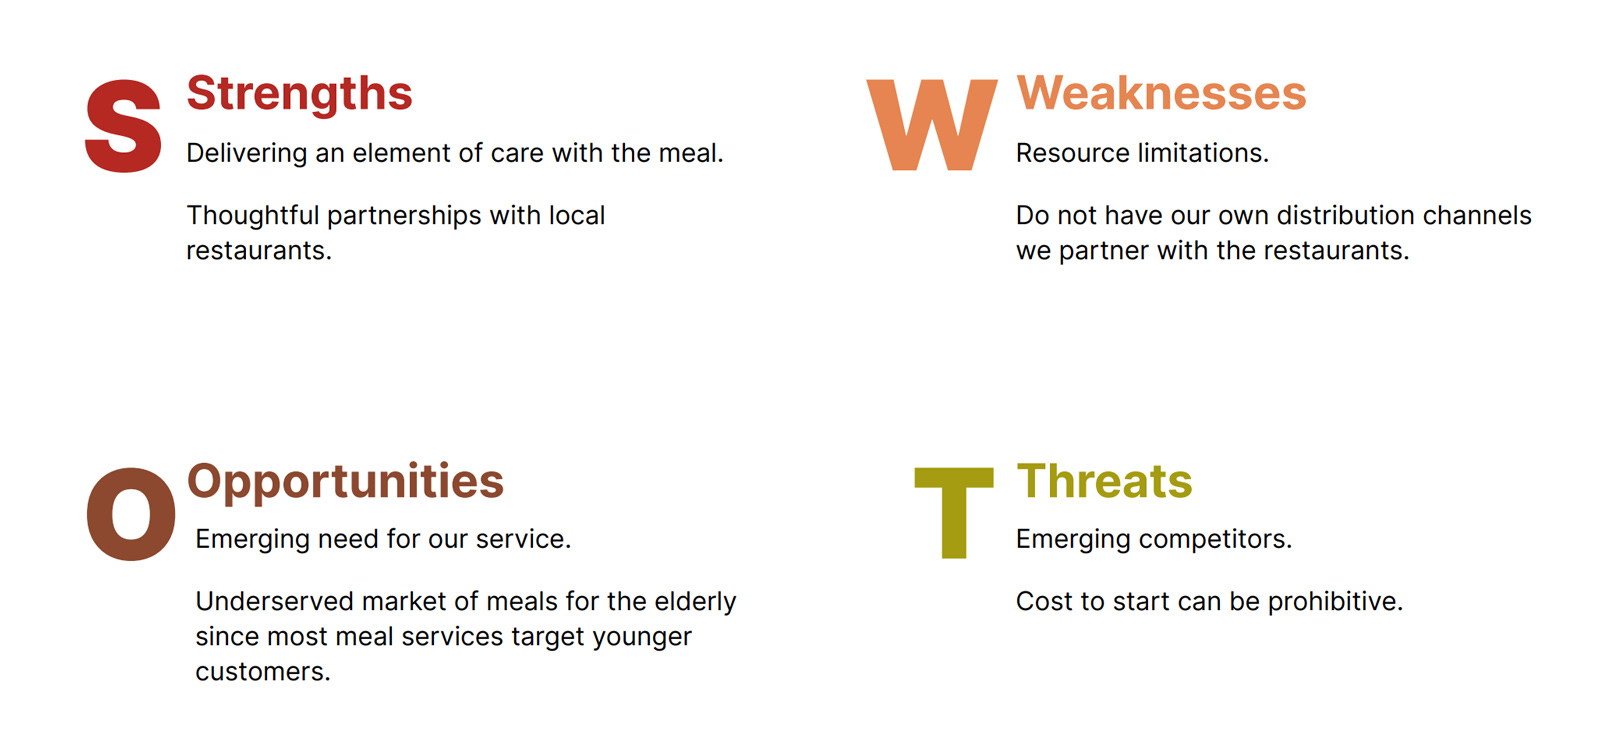 S
Strengths
Delivering an element of care with the meal.
Thoughtful partnerships with local
restaurants.
W
Weaknesses
Resource limitations.
Do not have our own distribution channels
we partner with the restaurants.
O
Opportunities
Emerging need for our service.
Underserved market of meals for the elderly
since most meal services target younger
customers.
T
Threats
Emerging competitors.
Cost to start can be prohibitive.